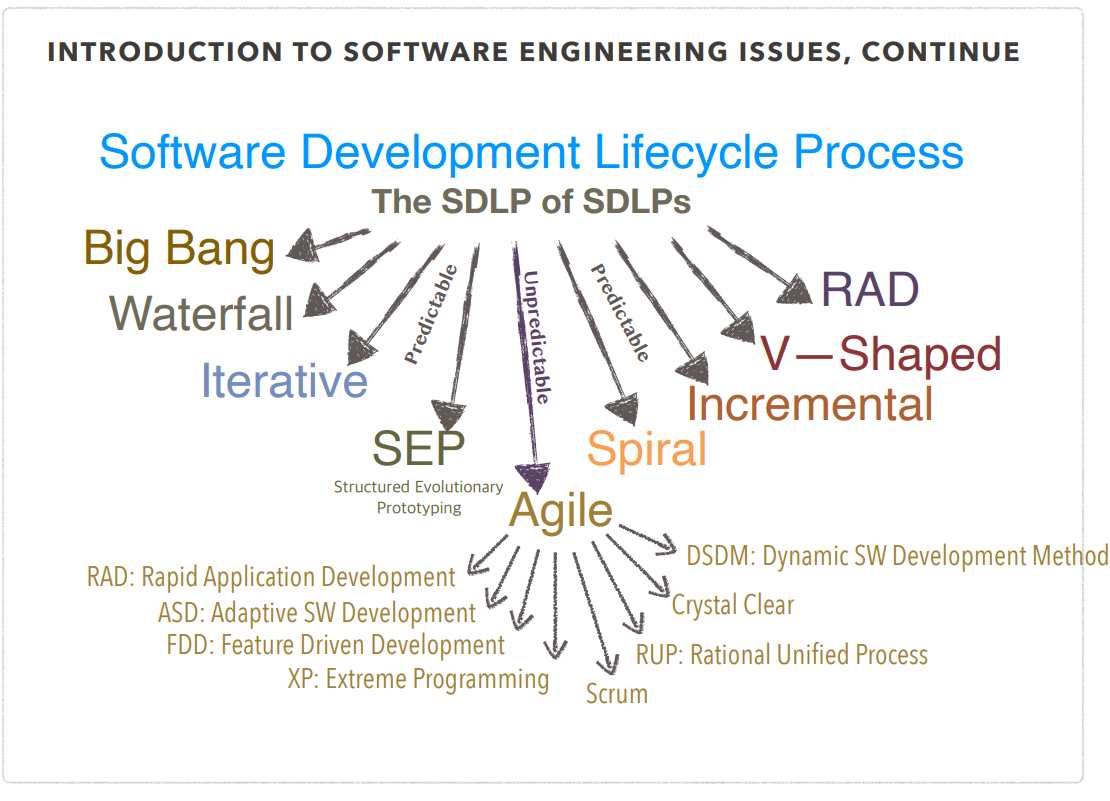 INTRODUCTION TO SOFTWARE ENGINEERING ISSUES, CONTINUE
Software Development Lifecycle Process
The SDLP of SDLPs
Big Bang
Waterfall
Iterative
Predictable
SEP
Structured Evolutionary
Prototyping
Unpredictable
Agile
Predictable
Spiral
Incremental
V—Shaped
RAD
RAD: Rapid Application Development
ASD: Adaptive SW Development
FDD: Feature Driven Development
XP: Extreme Programming
Scrum
RUP: Rational Unified Process
Crystal Clear
DSDM: Dynamic SW Development Method